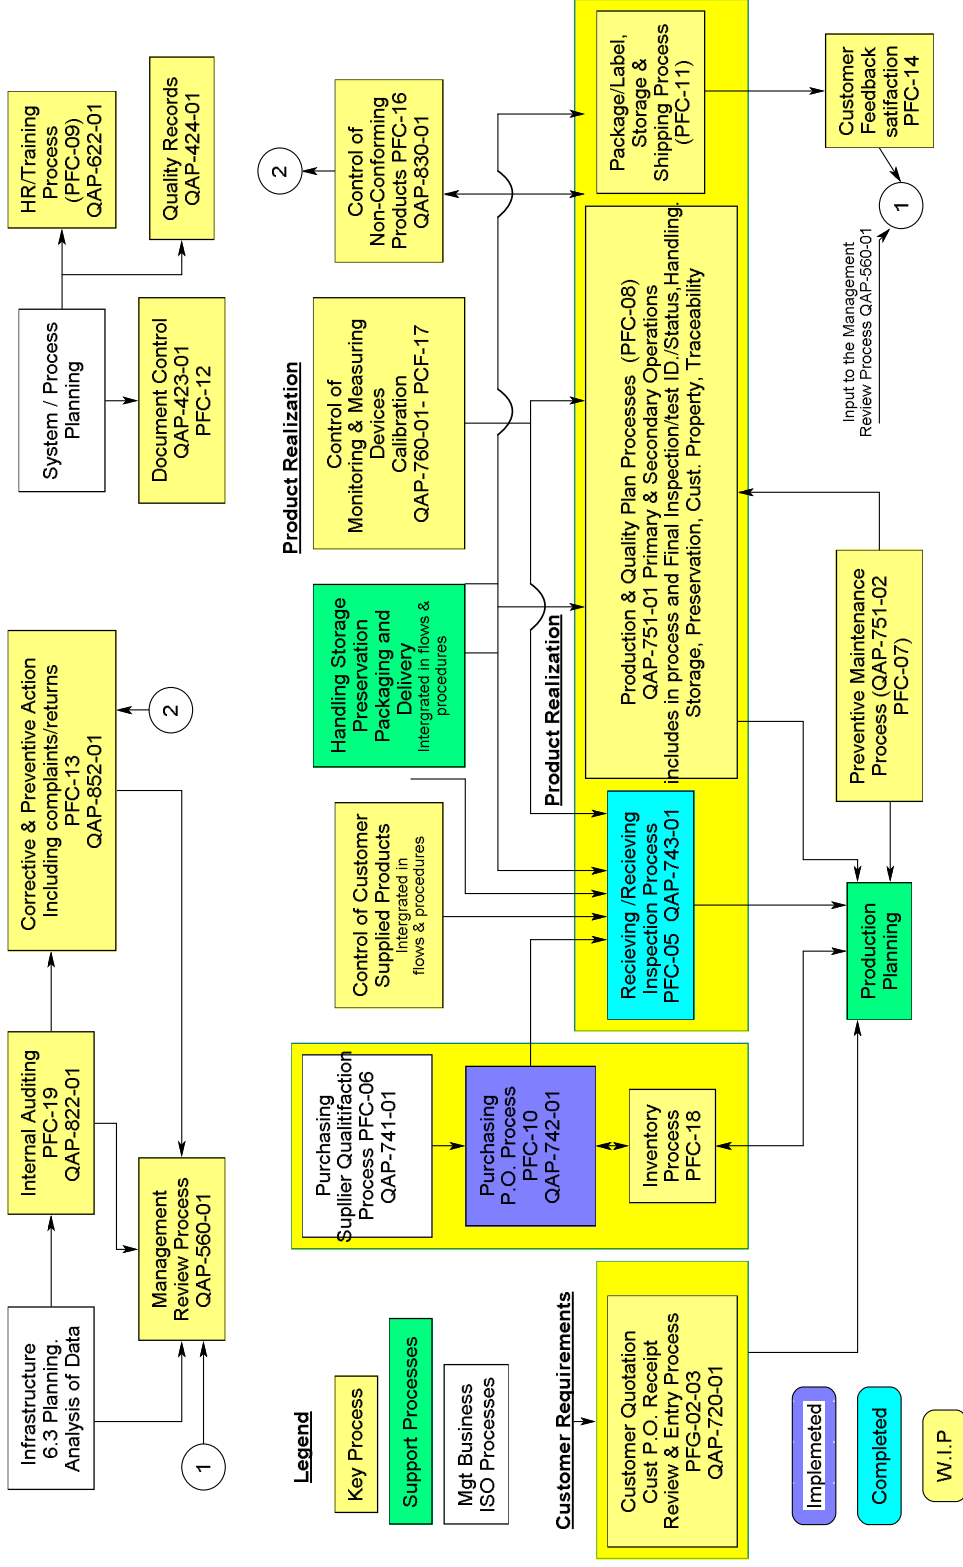 Infrastructure
6.3 Planning.
Analysis of Data
Internal Auditing
PFC-19
QAP-822-01
Corrective & Preventive Action
Including complaints/returns
PFC-13
QAP-852-01
System / Process
Planning
HR/Training
Process
(PFC-09)
QAP-622-01
1
Management
Review Process
QAP-560-01
2
Document Control
QAP-423-01
PFC-12
Quality Records
QAP-424-01
Legend
Key Process
Support Processes
Mgt Business
ISO Processes
Product Realization
2
Purchasing
Supllier Qualitifaction
Process PFC-06
QAP-741-01
Control of Customer
Supplied Products
Intergrated in
flows & procedures
Handling Storage
Preservation
Packaging and
Delivery
Intergrated in flows &
procedures
Control of
Monitoring & Measuring
Devices
Calibration
QAP-760-01- PCF-17
Control of
Non-Conforming
Products PFC-16
QAP-830-01
Purchasing
P.O. Process
PFC-10
QAP-742-01
Inventory
Process
PFC-18
Customer Requirements
Product Realization
Customer Quotation
Cust P.O. Receipt
Review & Entry Process
PFG-02-03
QAP-720-01
Recieving /Recieving
Inspection Process
PFC-05  QAP-743-01
Production & Quality Plan Processes  (PFC-08)
QAP-751-01 Primary & Secondary Operations
includes in process and Final Inspection/test ID./Status,Handling.
Storage, Preservation, Cust. Property, Traceability
Package/Label,
Storage &
Shipping Process
(PFC-11)
Implemeted
Completed
W.I.P
Production
Planning
Preventive Maintenance
Process (QAP-751-02
PFC-07)
Input to the Management
Review Process QAP-560-01
1
Customer
Feedback
satisfaction
PFC-14